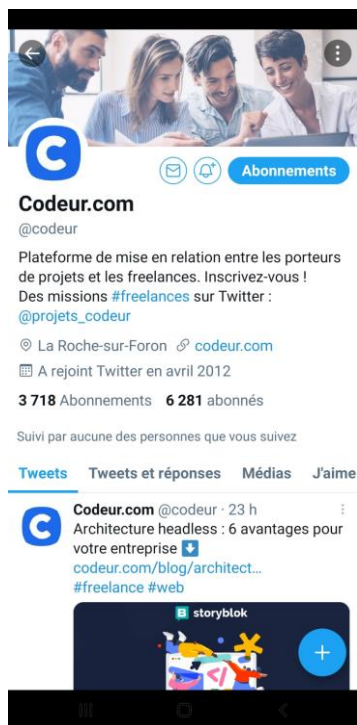 Abonnements
Codeur.com
@codeur
Plateforme de mise en relation entre les porteurs
de projets et les freelances. Inscrivez-vous !
Des missions #freelances sur Twitter :
@projets_codeur
La Roche-sur-Foron codeur.com
A rejoint Twitter en avril 2012
3 718 Abonnements 6 281 abonnés
Suivi par aucune des personnes que vous suivez
Tweets Tweets et réponses Médias J'aime
Codeur.com @codeur · 23 h
Architecture headless : 6 avantages pour
votre entreprise
codeur.com/blog/architect...
#freelance #web
storyblok